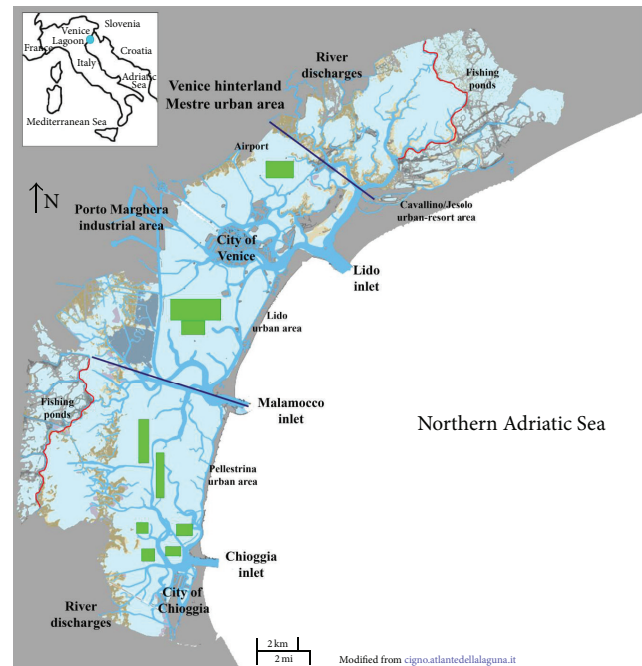 Slovenia
Venice
Lagoon
France
Croatia
Italy
Adriatic
Sea
Mediterranean Sea
River
discharges
Fishing
ponds
Venice hinterland
Mestre urban area
Airport
N
Cavallino/Jesolo
urban-resort area
Porto Marghera
industrial area
City of
Venice
Lido
inlet
Lido
urban area
Fishing
ponds
Malamocco
inlet
Northern Adriatic Sea
Pellestrina
urban area
Chioggia
inlet
City of
Chioggia
River
discharges
2 km
2 mi
Modified from cigno.atlantedellalaguna.it